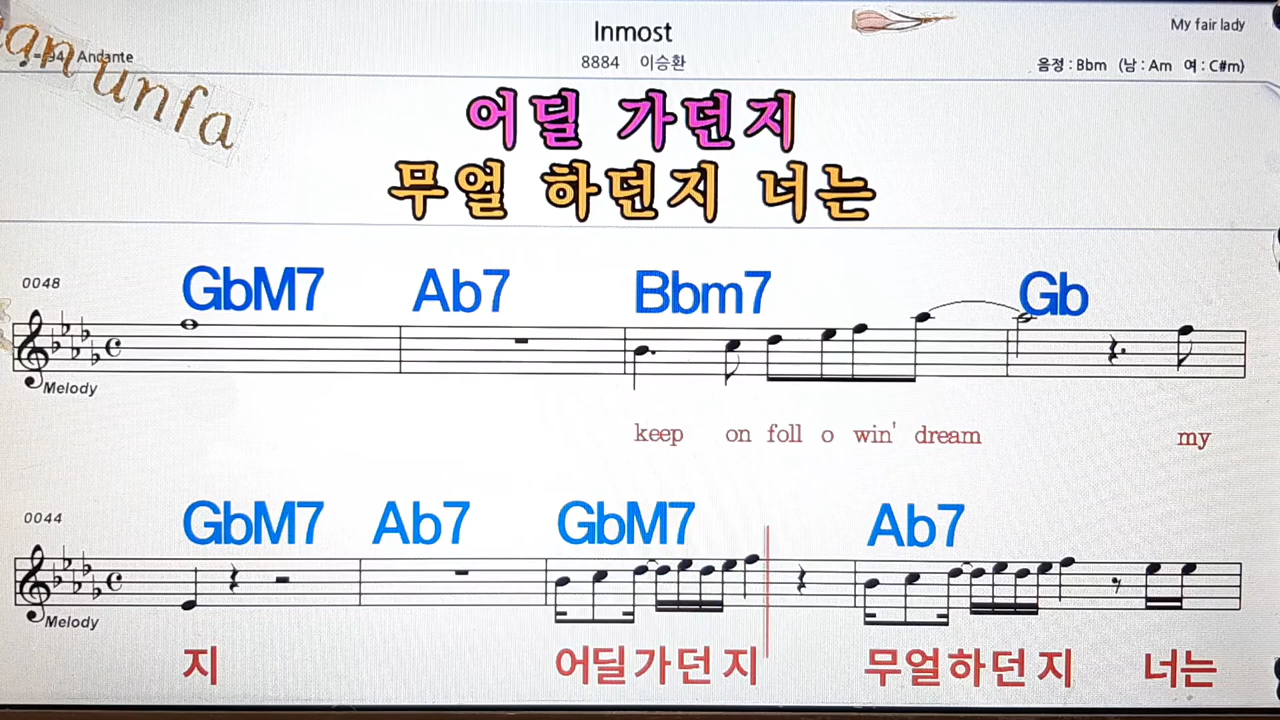 Inmost
My fair lady
♩=94 Andante
8884 이승환
음정 : Bbm (남 : Am 여 : C#m)
어딜 가던지
무얼 하던지 너는
0048
GbM7 Ab7 Bbm7 Gb
Melody
keep on foll o win' dream my
0044
GbM7 Ab7 GbM7 Ab7
Melody
지 어딜가던지 무얼하던지 너는